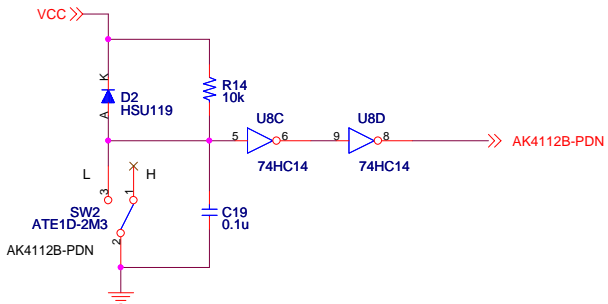 VCC
K
D2
HSU119
A
R14
10k
U8C
5 6
74HC14
U8D
9 8
74HC14
AK4112B-PDN
L H
3 1
SW2
ATE1D-2M3
2
AK4112B-PDN
C19
0.1u